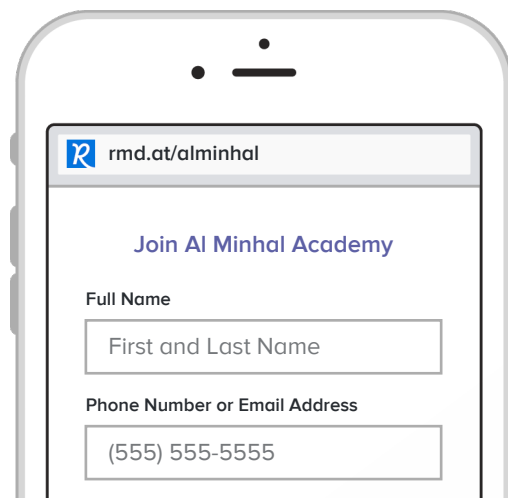 rmd.at/alminhal
Join Al Minhal Academy
Full Name
First and Last Name
Phone Number or Email Address
(555) 555-5555